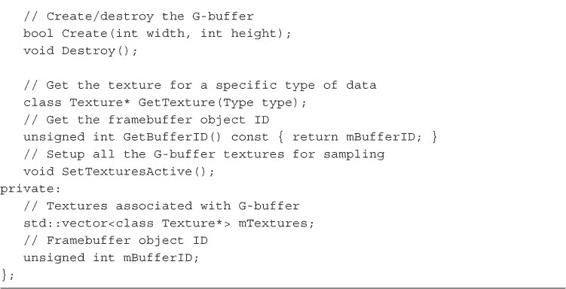 // Create/destroy the G-buffer
bool Create(int width, int height);
void Destroy();
// Get the texture for a specific type of data
class Texture* GetTexture(Type type);
// Get the framebuffer object ID
unsigned int GetBufferID() const { return mBufferID; }
// Setup all the G-buffer textures for sampling
void SetTexturesActive();
private:
// Textures associated with G-buffer
std::vector<class Texture*> mTextures;
// Framebuffer object ID
unsigned int mBufferID;
};